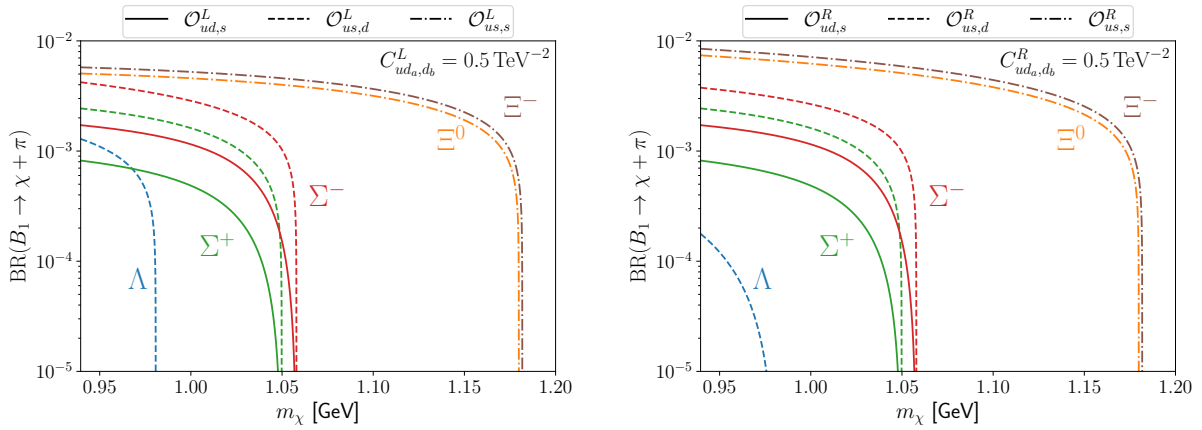 𝒪^L_{ud,s} 𝒪^L_{us,d} 𝒪^L_{us,s}
C^L_{ud_a,d_b} = 0.5 TeV^{-2}
BR(B_1 → χ + π)
10^{-2}
10^{-3}
10^{-4}
10^{-5}
Ξ^-
Ξ^0
Σ^-
Σ^+
Λ
0.95 1.00 1.05 1.10 1.15 1.20
m_χ [GeV]
𝒪^R_{ud,s} 𝒪^R_{us,d} 𝒪^R_{us,s}
C^R_{ud_a,d_b} = 0.5 TeV^{-2}
BR(B_1 → χ + π)
10^{-2}
10^{-3}
10^{-4}
10^{-5}
Ξ^-
Ξ^0
Σ^-
Σ^+
Λ
0.95 1.00 1.05 1.10 1.15 1.20
m_χ [GeV]